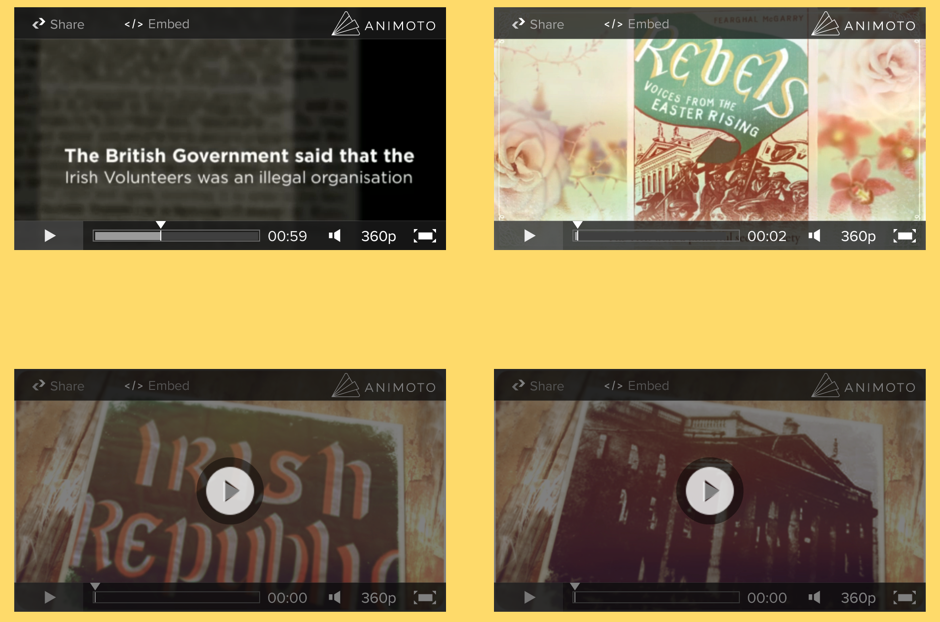 Share </> Embed ANIMOTO
The British Government said that the
Irish Volunteers was an illegal organisation
00:59 360p
Share </> Embed ANIMOTO
FEARGHAL McGARRY
REBELS
VOICES FROM THE
EASTER RISING
00:02 360p
Share </> Embed ANIMOTO
IRISH
REPUBLIC
00:00 360p
Share </> Embed ANIMOTO
00:00 360p